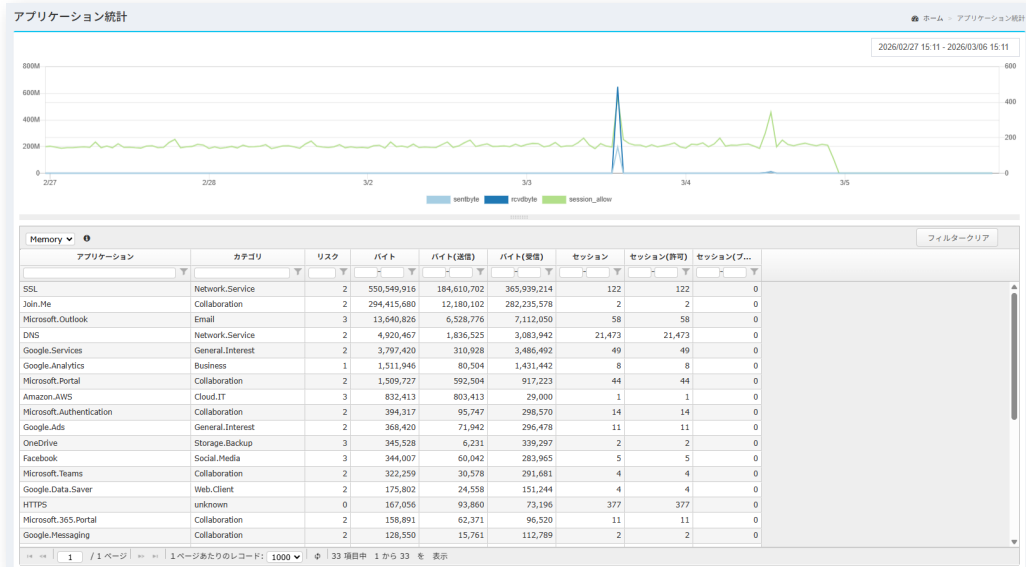 アプリケーション統計
ホーム > アプリケーション統計
2026/02/27 15:11 - 2026/03/06 15:11
800M 600
600M
400
400M
200M 200
0 0
2/27 2/28 3/2 3/3 3/4 3/5
sentbyte rcvdbyte session_allow
Memory フィルタークリア
アプリケーション カテゴリ リスク バイト バイト(送信) バイト(受信) セッション セッション(許可) セッション(ブ...
- - - - - -
SSL Network.Service 2 550,549,916 184,610,702 365,939,214 122 122 0
Join.Me Collaboration 2 294,415,680 12,180,102 282,235,578 2 2 0
Microsoft.Outlook Email 3 13,640,826 6,528,776 7,112,050 58 58 0
DNS Network.Service 2 4,920,467 1,836,525 3,083,942 21,473 21,473 0
Google.Services General.Interest 2 3,797,420 310,928 3,486,492 49 49 0
Google.Analytics Business 1 1,511,946 80,504 1,431,442 8 8 0
Microsoft.Portal Collaboration 2 1,509,727 592,504 917,223 44 44 0
Amazon.AWS Cloud.IT 3 832,413 803,413 29,000 1 1 0
Microsoft.Authentication Collaboration 2 394,317 95,747 298,570 14 14 0
Google.Ads General.Interest 2 368,420 71,942 296,478 11 11 0
OneDrive Storage.Backup 3 345,528 6,231 339,297 2 2 0
Facebook Social.Media 3 344,007 60,042 283,965 5 5 0
Microsoft.Teams Collaboration 2 322,259 30,578 291,681 4 4 0
Google.Data.Saver Web.Client 2 175,802 24,558 151,244 4 4 0
HTTPS unknown 0 167,056 93,860 73,196 377 377 0
Microsoft.365.Portal Collaboration 2 158,891 62,371 96,520 11 11 0
Google.Messaging Collaboration 2 128,550 15,761 112,789 2 2 0
1 / 1 ページ 1 ページあたりのレコード: 1000 33 項目中 1 から 33 を 表示